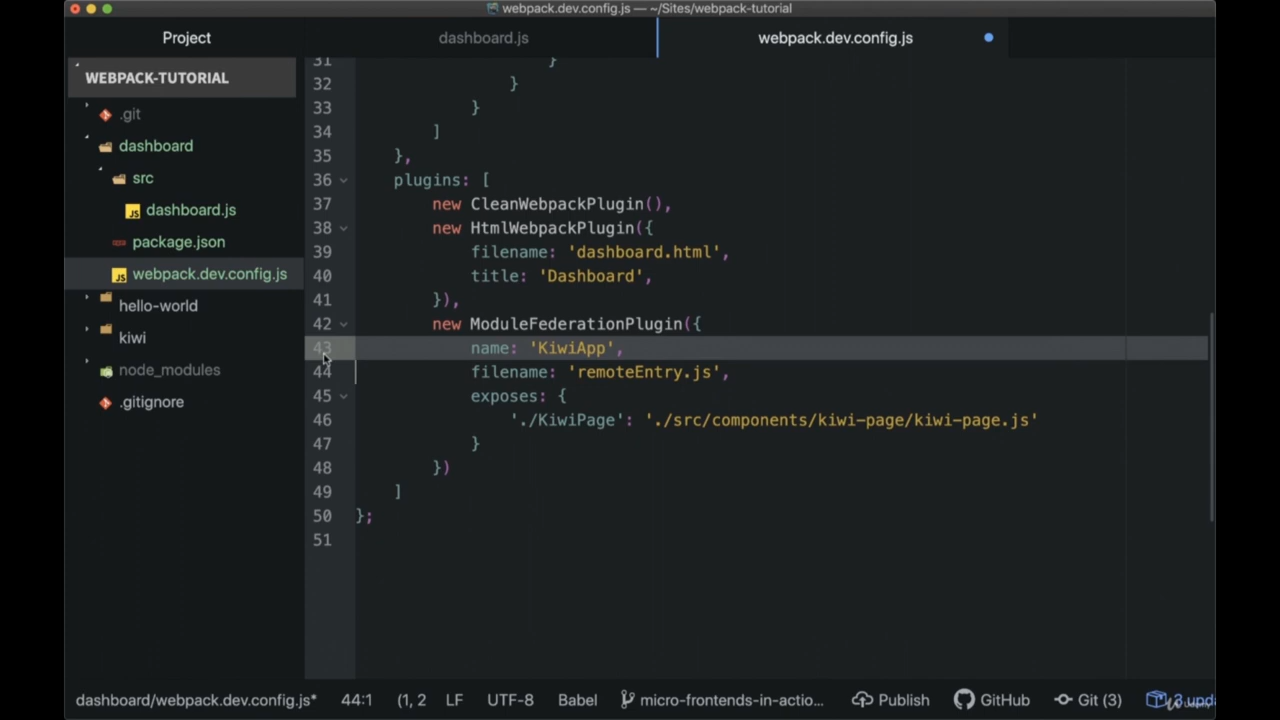 webpack.dev.config.js — ~/Sites/webpack-tutorial
Project
dashboard.js
webpack.dev.config.js
WEBPACK-TUTORIAL
.git
dashboard
src
dashboard.js
package.json
webpack.dev.config.js
hello-world
kiwi
node_modules
.gitignore
31 }
32 }
33 }
34 ]
35 },
36 plugins: [
37 new CleanWebpackPlugin(),
38 new HtmlWebpackPlugin({
39 filename: 'dashboard.html',
40 title: 'Dashboard',
41 }),
42 new ModuleFederationPlugin({
43 name: 'KiwiApp',
44 filename: 'remoteEntry.js',
45 exposes: {
46 './KiwiPage': './src/components/kiwi-page/kiwi-page.js'
47 }
48 })
49 ]
50 };
51
dashboard/webpack.dev.config.js* 44:1 (1, 2 LF UTF-8 Babel micro-frontends-in-actio... Publish GitHub Git (3)